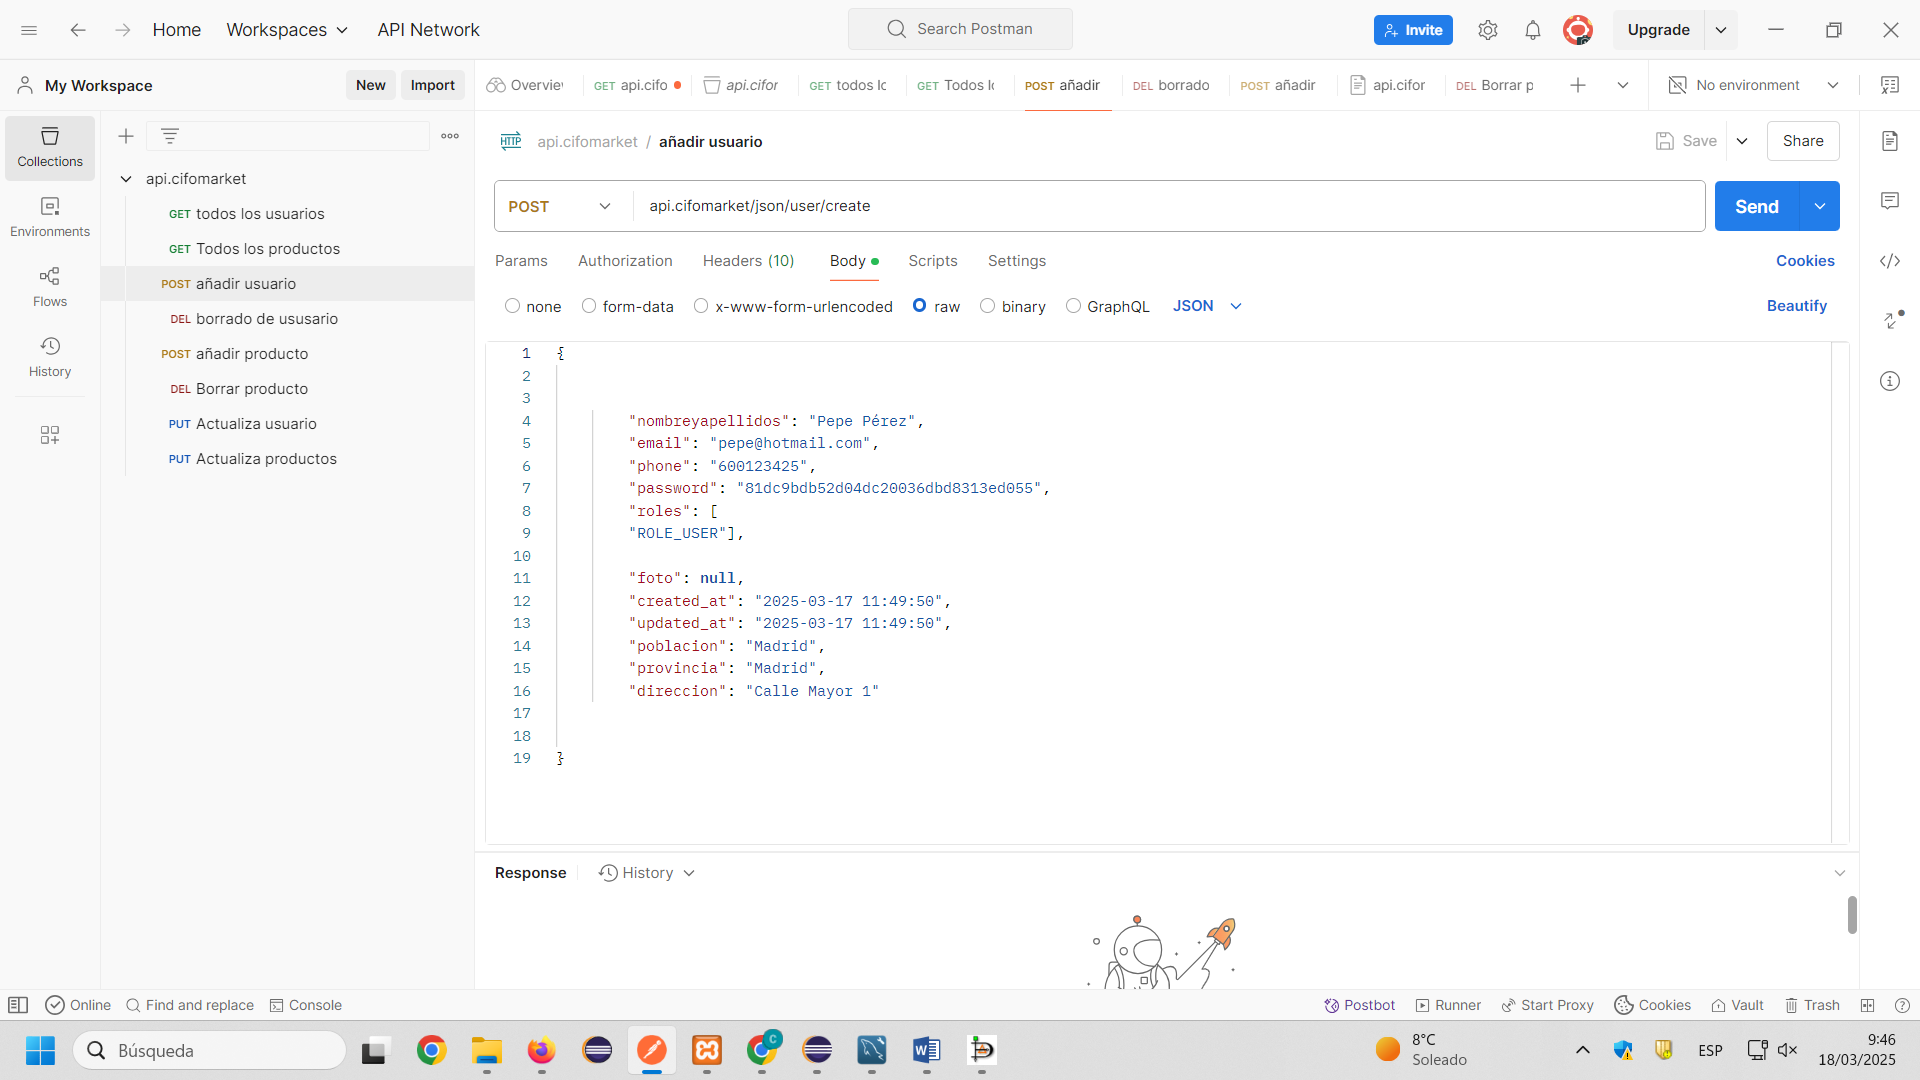 Home
Workspaces
API Network
Search Postman
Invite
Upgrade
My Workspace
New
Import
Overvie
GET api.cifo
api.cifor
GET todos lo
GET Todos lo
POST añadir
DEL borrado
POST añadir
api.cifor
DEL Borrar p
No environment
Collections
Environments
Flows
History
api.cifomarket
GET todos los usuarios
GET Todos los productos
POST añadir usuario
DEL borrado de ususario
POST añadir producto
DEL Borrar producto
PUT Actualiza usuario
PUT Actualiza productos
HTTP api.cifomarket / añadir usuario
Save
Share
POST
api.cifomarket/json/user/create
Send
Params
Authorization
Headers (10)
Body
Scripts
Settings
Cookies
none
form-data
x-www-form-urlencoded
raw
binary
GraphQL
JSON
Beautify
1 {
2
3
4 "nombreyapellidos": "Pepe Pérez",
5 "email": "pepe@hotmail.com",
6 "phone": "600123425",
7 "password": "81dc9bdb52d04dc20036dbd8313ed055",
8 "roles": [
9 "ROLE_USER"],
10
11 "foto": null,
12 "created_at": "2025-03-17 11:49:50",
13 "updated_at": "2025-03-17 11:49:50",
14 "poblacion": "Madrid",
15 "provincia": "Madrid",
16 "direccion": "Calle Mayor 1"
17
18
19 }
Response
History
Online
Find and replace
Console
Postbot
Runner
Start Proxy
Cookies
Vault
Trash
Búsqueda
C
8°C
Soleado
ESP
9:46
18/03/2025